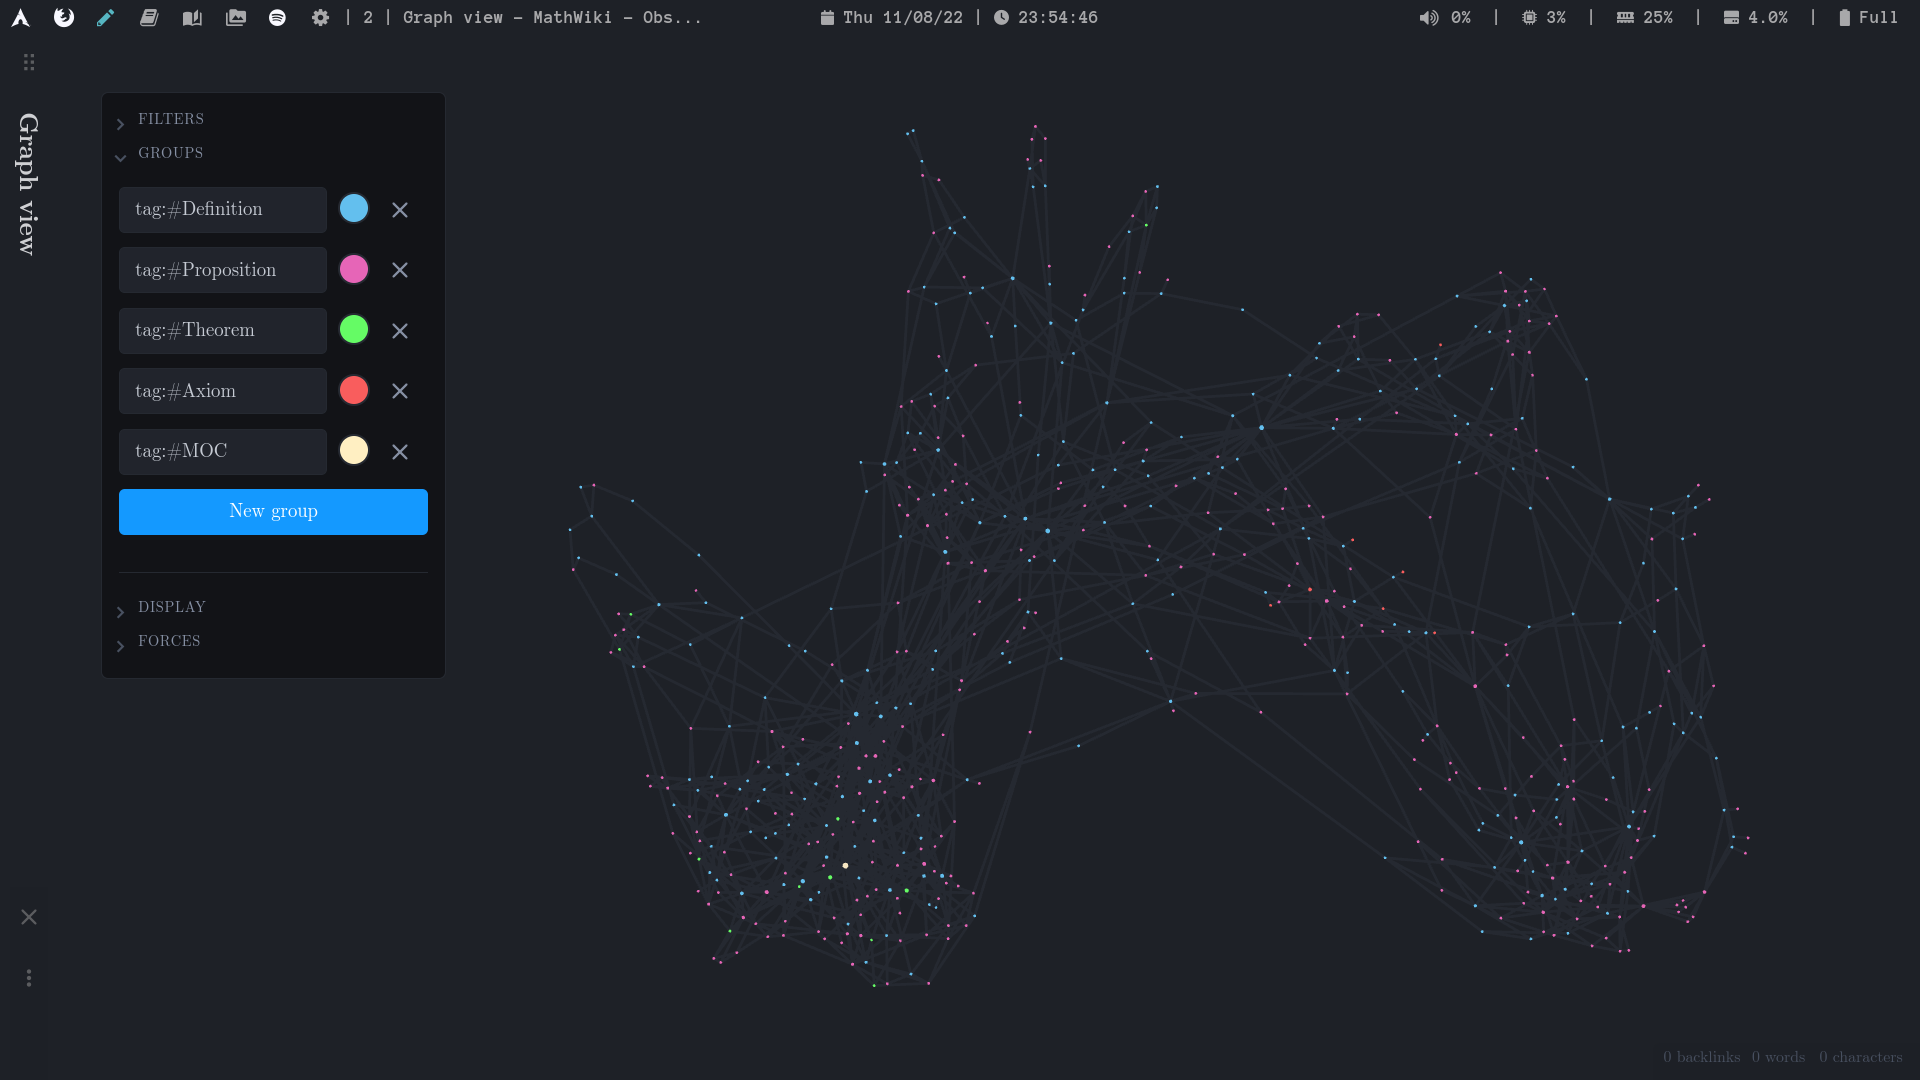 | 2 | Graph view - MathWiki - Obs... Thu 11/08/22 | 23:54:46 0% | 3% | 25% | 4.0% | Full
Graph view
FILTERS
GROUPS
tag:#Definition
tag:#Proposition
tag:#Theorem
tag:#Axiom
tag:#MOC
New group
DISPLAY
FORCES
0 backlinks 0 words 0 characters